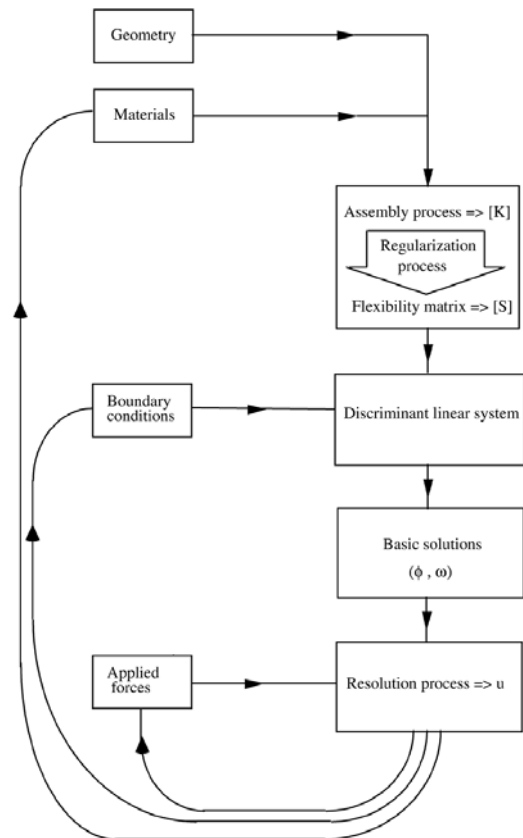 Geometry
Materials
Assembly process => [K]
Regularization
process
Flexibility matrix => [S]
Boundary
conditions
Discriminant linear system
Basic solutions
(ϕ , ω)
Applied
forces
Resolution process => u